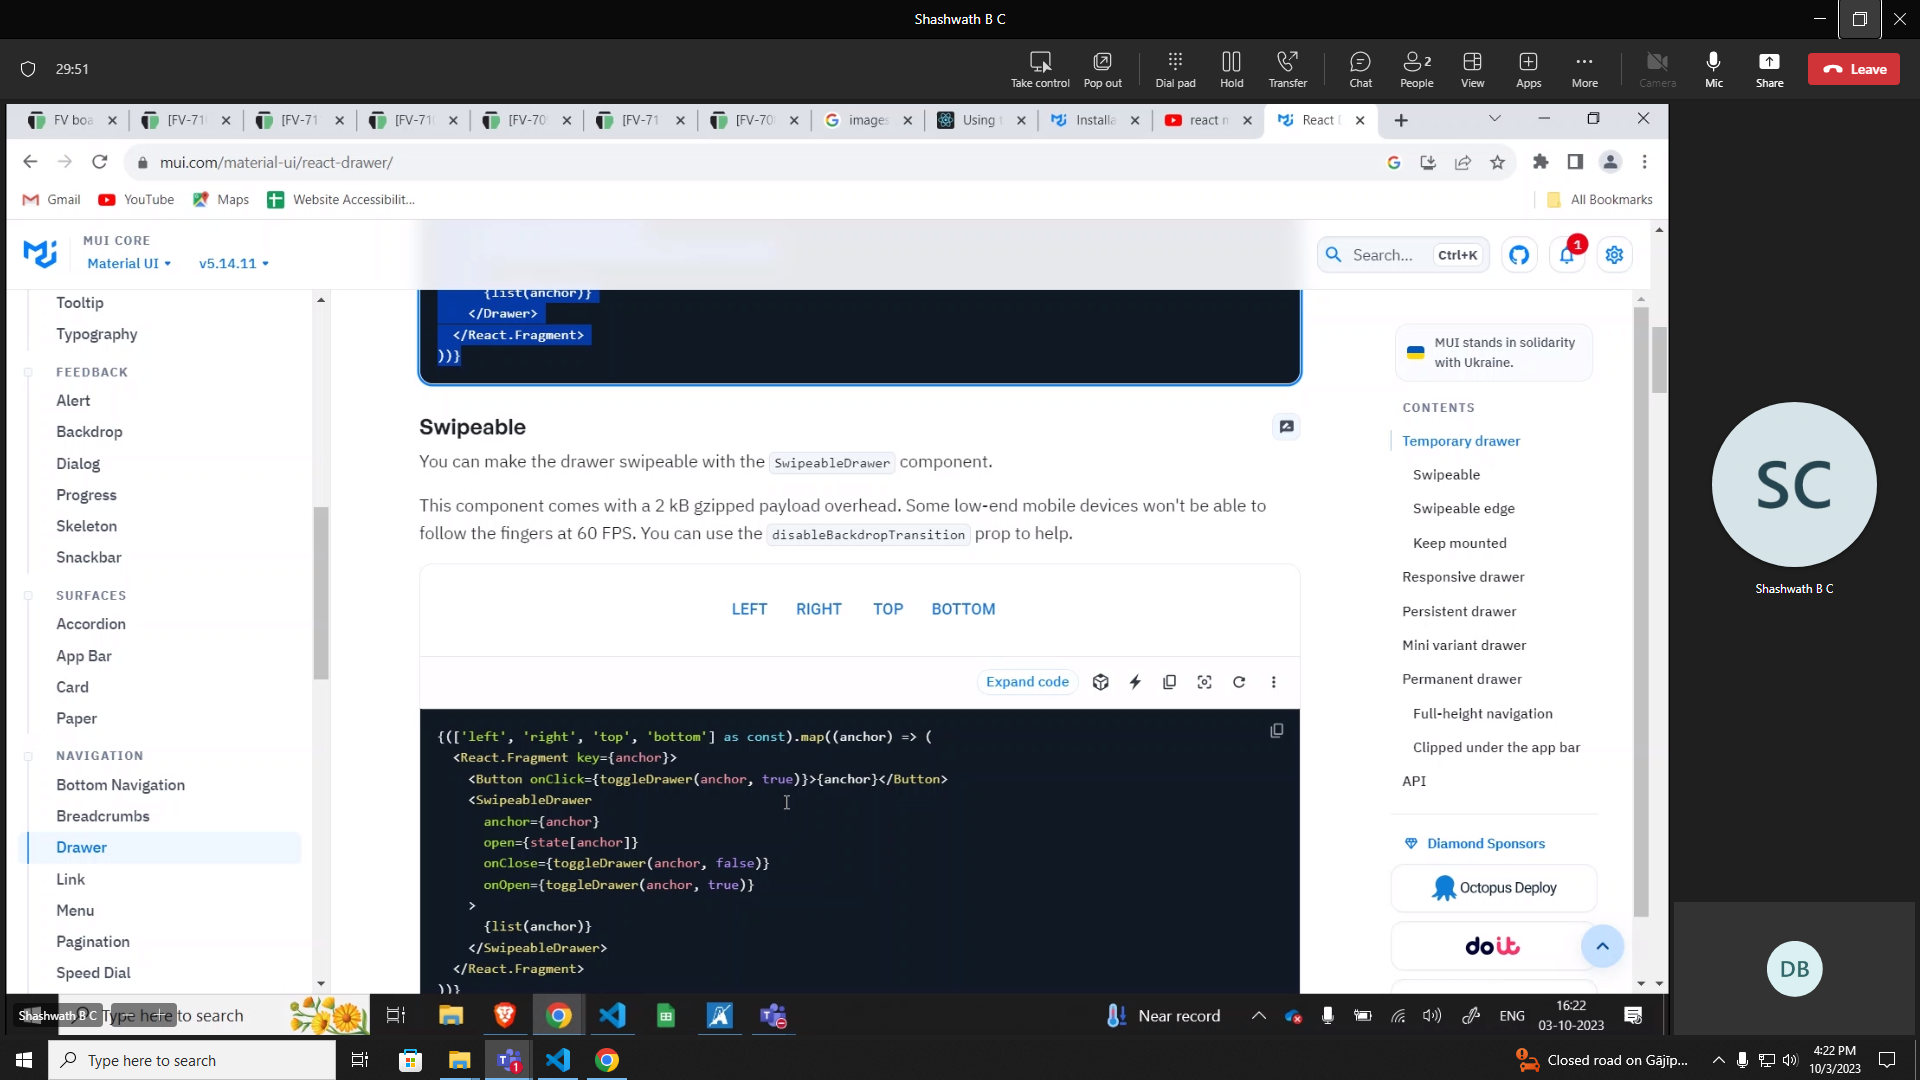 Shashwath B C
29:51
Take control
Pop out
Dial pad
Hold
Transfer
Chat
2
People
View
Apps
More
Camera
Mic
Share
Leave
FV boa
[FV-71
[FV-71
[FV-71
[FV-70
[FV-71
[FV-70
images
Using
Installa
react n
React
mui.com/material-ui/react-drawer/
Gmail
YouTube
Maps
Website Accessibilit...
All Bookmarks
MUI CORE
Material UI
v5.14.11
Search...
Ctrl+K
1
Tooltip
Typography
FEEDBACK
Alert
Backdrop
Dialog
Progress
Skeleton
Snackbar
SURFACES
Accordion
App Bar
Card
Paper
NAVIGATION
Bottom Navigation
Breadcrumbs
Drawer
Link
Menu
Pagination
Speed Dial
{list(anchor)}
</Drawer>
</React.Fragment>
))}
Swipeable
You can make the drawer swipeable with the SwipeableDrawer component.
This component comes with a 2 kB gzipped payload overhead. Some low-end mobile devices won't be able to
follow the fingers at 60 FPS. You can use the disableBackdropTransition prop to help.
LEFT RIGHT TOP BOTTOM
Expand code
{(['left', 'right', 'top', 'bottom'] as const).map((anchor) => (
<React.Fragment key={anchor}>
<Button onClick={toggleDrawer(anchor, true)}>{anchor}</Button>
<SwipeableDrawer
anchor={anchor}
open={state[anchor]}
onClose={toggleDrawer(anchor, false)}
onOpen={toggleDrawer(anchor, true)}
>
{list(anchor)}
</SwipeableDrawer>
</React.Fragment>
))}
MUI stands in solidarity
with Ukraine.
CONTENTS
Temporary drawer
Swipeable
Swipeable edge
Keep mounted
Responsive drawer
Persistent drawer
Mini variant drawer
Permanent drawer
Full-height navigation
Clipped under the app bar
API
Diamond Sponsors
Octopus Deploy
doit
SC
Shashwath B C
DB
Shashwath B C
Type here to search
Near record
ENG
16:22
03-10-2023
Type here to search
1
Closed road on Gājīp...
4:22 PM
10/3/2023